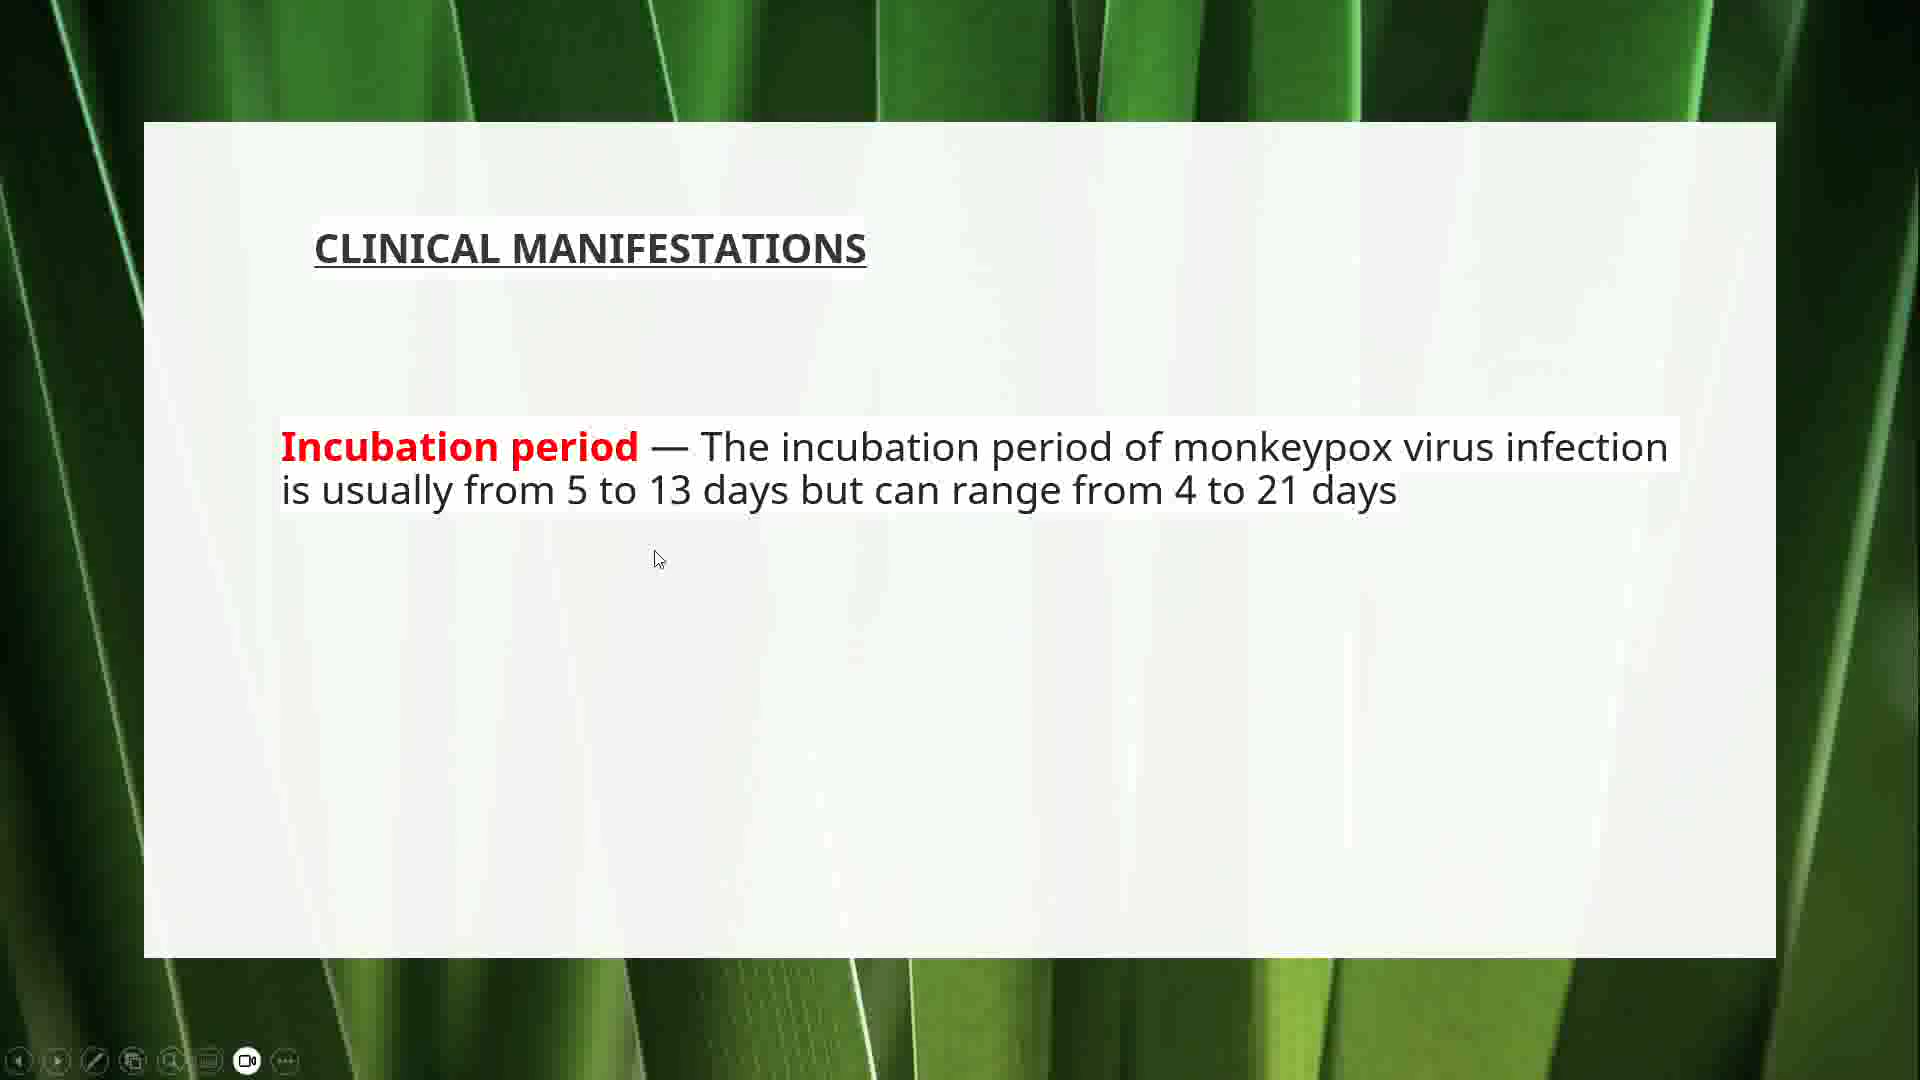 CLINICAL MANIFESTATIONS
Incubation period — The incubation period of monkeypox virus infection
is usually from 5 to 13 days but can range from 4 to 21 days